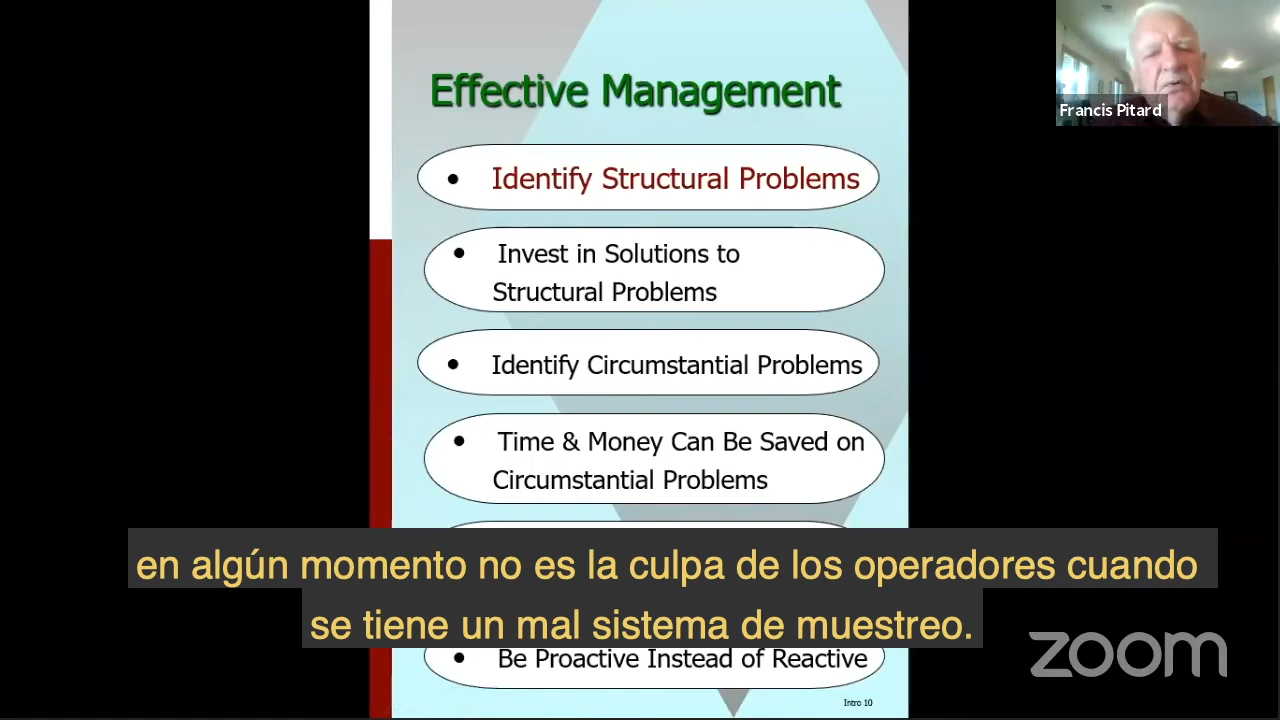 Effective Management
Francis Pitard
• Identify Structural Problems
• Invest in Solutions to
Structural Problems
• Identify Circumstantial Problems
• Time & Money Can Be Saved on
Circumstantial Problems
en algún momento no es la culpa de los operadores cuando
se tiene un mal sistema de muestreo.
• Be Proactive Instead of Reactive
zoom
Intro 10